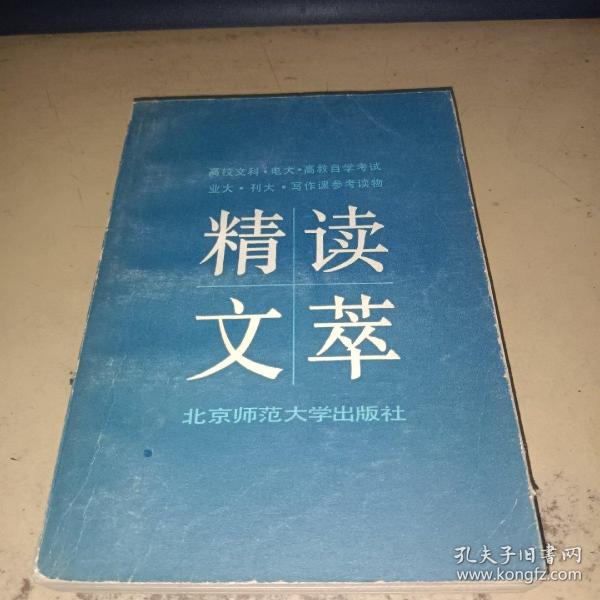 高校文科·电大·高教自学考试
业大·刊大·写作课参考读物
精读
文萃
北京师范大学出版社
孔夫子旧书网
www.kongfz.com